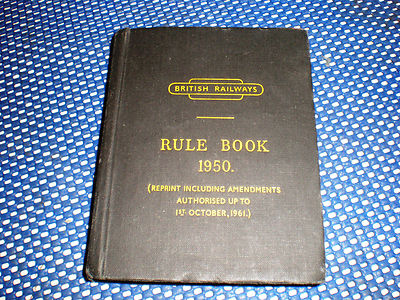 BRITISH RAILWAYS
RULE BOOK
1950.
(REPRINT INCLUDING AMENDMENTS
AUTHORISED UP TO
1ST OCTOBER, 1961.)